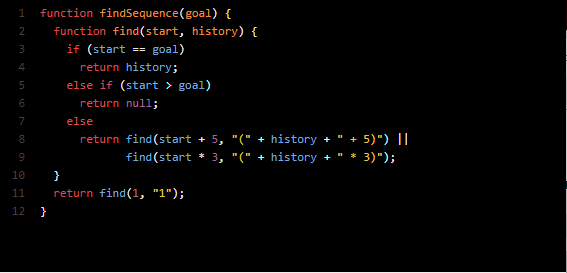 1 function findSequence(goal) {
2   function find(start, history) {
3     if (start == goal)
4       return history;
5     else if (start > goal)
6       return null;
7     else
8       return find(start + 5, "(" + history + " + 5)") ||
9              find(start * 3, "(" + history + " * 3)");
10   }
11   return find(1, "1");
12 }